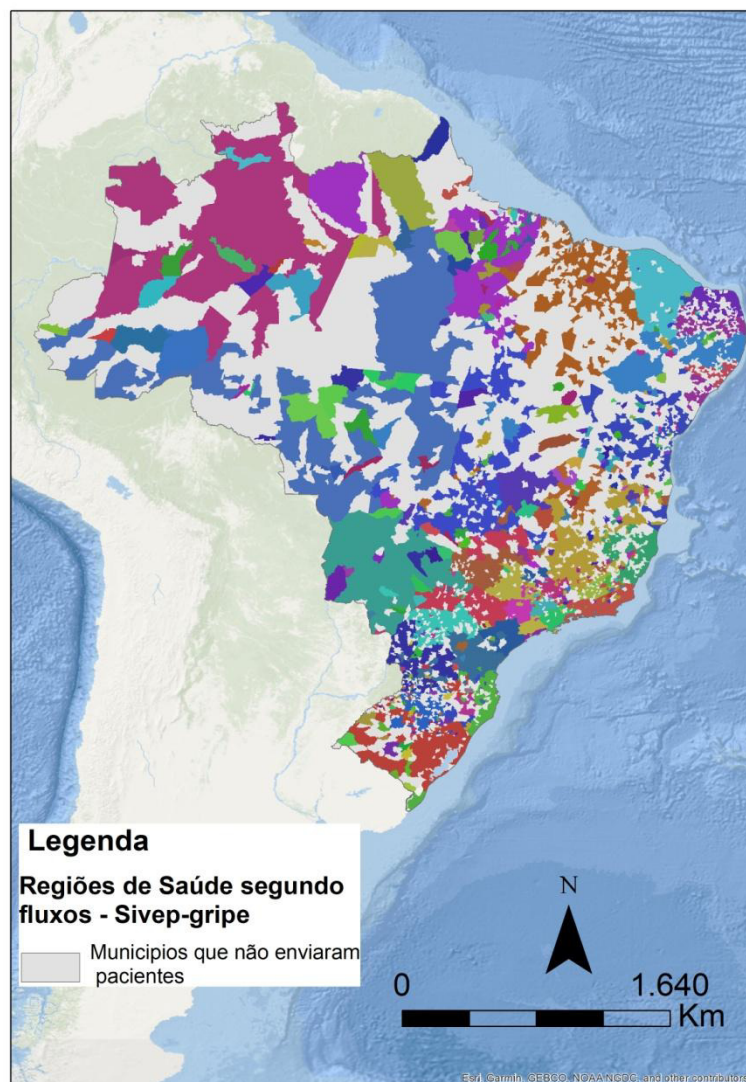 Legenda
Regiões de Saúde segundo
fluxos - Sivep-gripe
Municipios que não enviaram
pacientes
N
0 1.640
Km
Esri, Garmin, GEBCO, NOAA NGDC, and other contributors